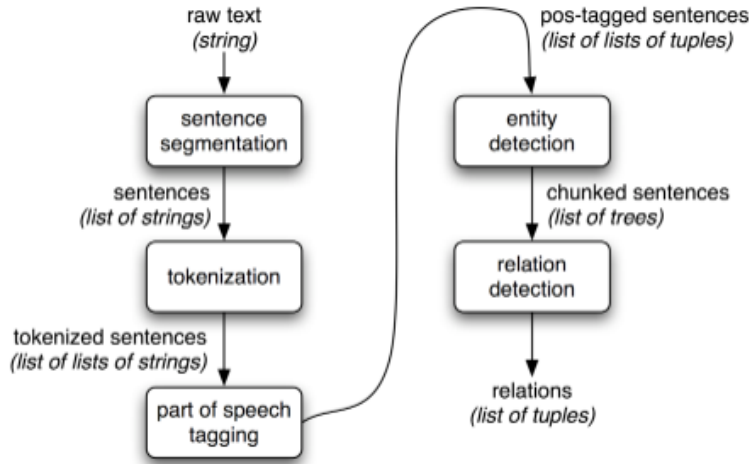 raw text
(string)
sentence
segmentation
sentences
(list of strings)
tokenization
tokenized sentences
(list of lists of strings)
part of speech
tagging
pos-tagged sentences
(list of lists of tuples)
entity
detection
chunked sentences
(list of trees)
relation
detection
relations
(list of tuples)